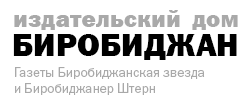 издательский дом
БИРОБИДЖАН
Газеты Биробиджанская звезда
и Биробиджанер Штерн